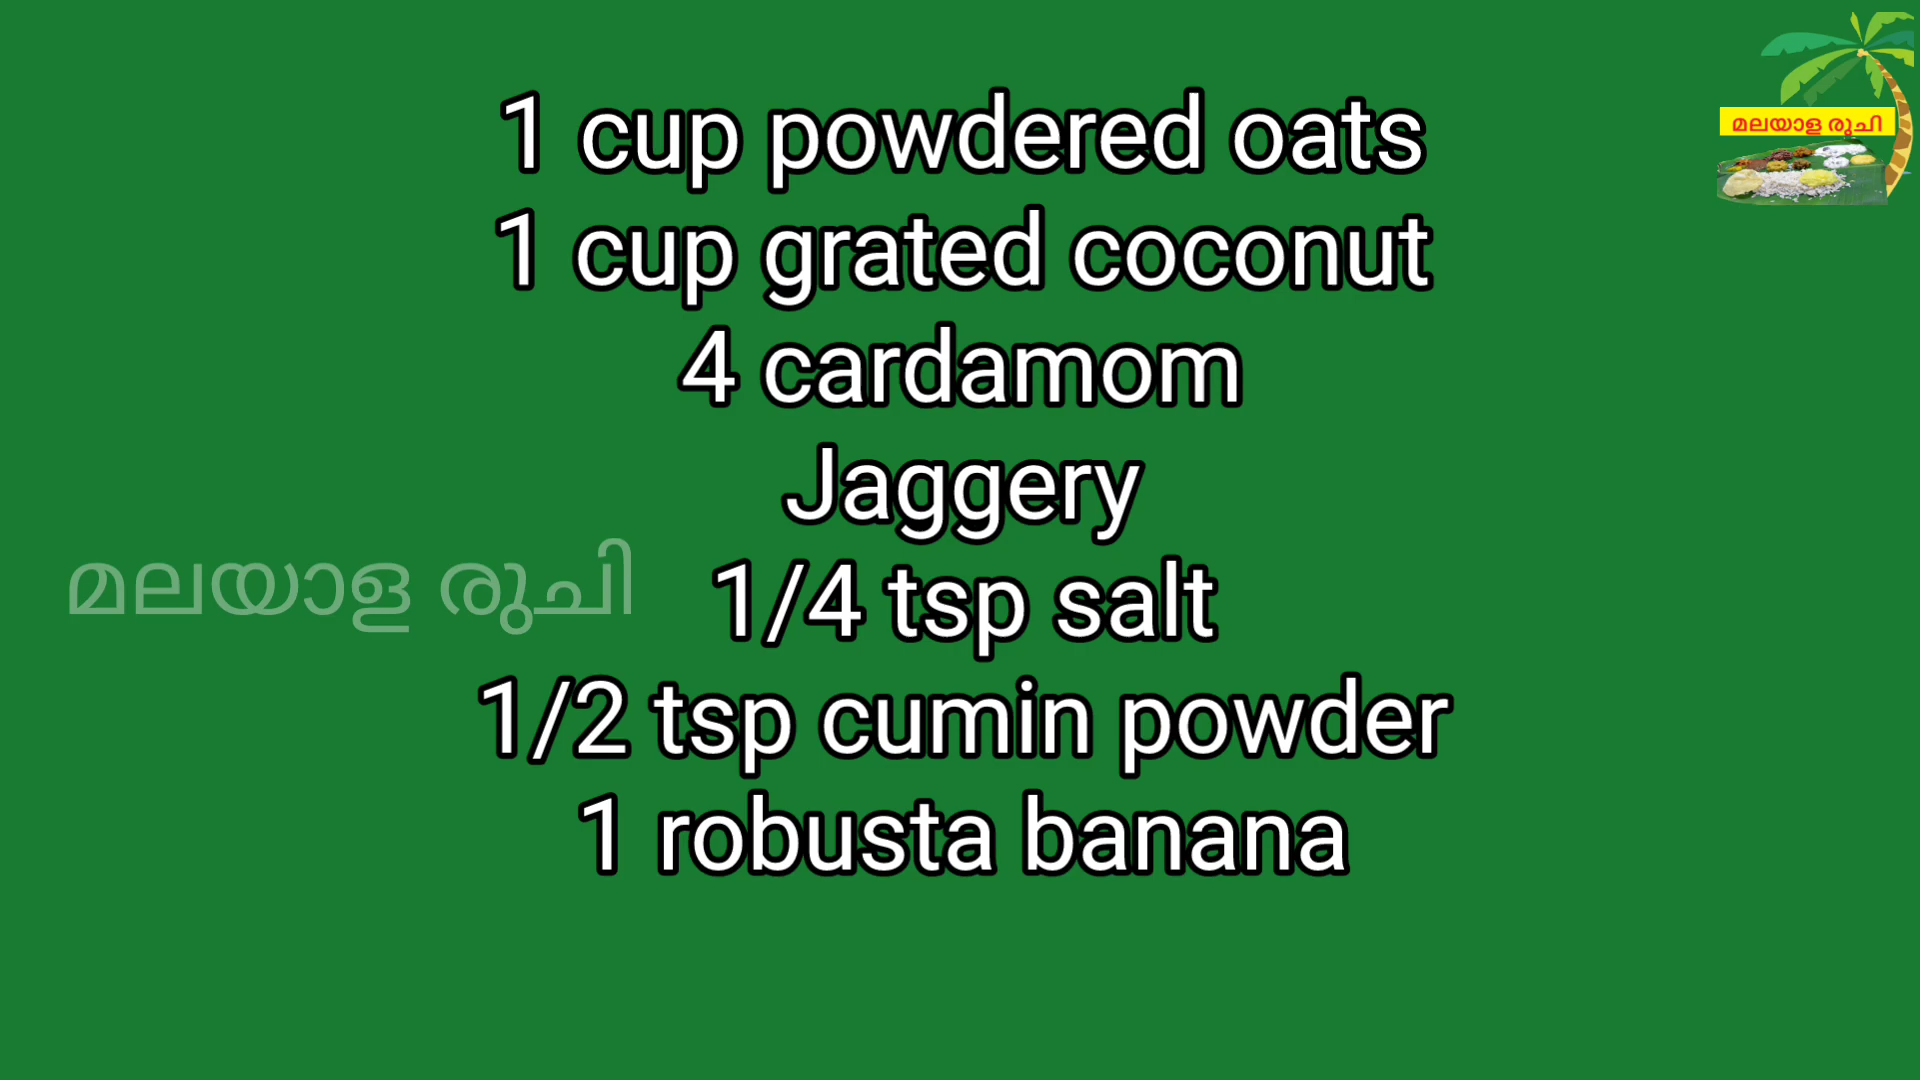 മലയാള രുചി
1 cup powdered oats
1 cup grated coconut
4 cardamom
Jaggery
മലയാള രുചി
1/4 tsp salt
1/2 tsp cumin powder
1 robusta banana